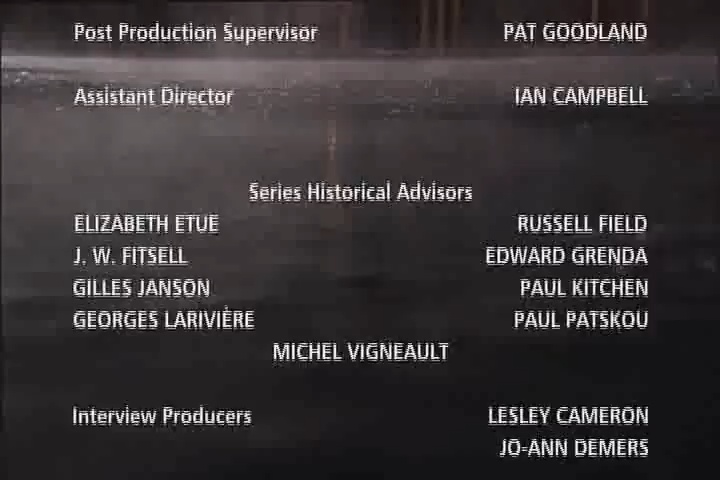 Post Production Supervisor PAT GOODLAND
Assistant Director IAN CAMPBELL
Series Historical Advisors
ELIZABETH ETUE RUSSELL FIELD
J. W. FITSELL EDWARD GRENDA
GILLES JANSON PAUL KITCHEN
GEORGES LARIVIÈRE PAUL PATSKOU
MICHEL VIGNEAULT
Interview Producers LESLEY CAMERON
JO-ANN DEMERS